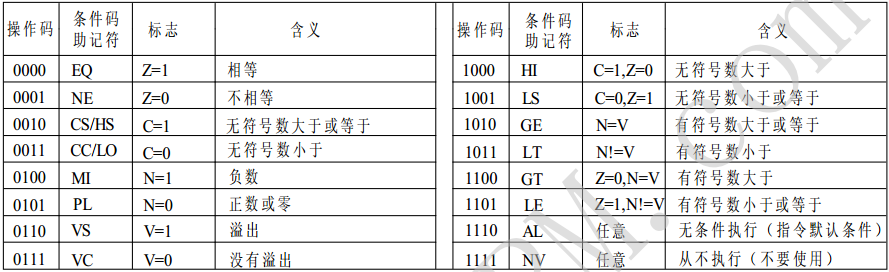 操作码 条件码助记符 标志 含义
0000 EQ Z=1 相等
0001 NE Z=0 不相等
0010 CS/HS C=1 无符号数大于或等于
0011 CC/LO C=0 无符号数小于
0100 MI N=1 负数
0101 PL N=0 正数或零
0110 VS V=1 溢出
0111 VC V=0 没有溢出
操作码 条件码助记符 标志 含义
1000 HI C=1,Z=0 无符号数大于
1001 LS C=0,Z=1 无符号数小于或等于
1010 GE N=V 有符号数大于或等于
1011 LT N!=V 有符号数小于
1100 GT Z=0,N=V 有符号数大于
1101 LE Z=1,N!=V 有符号数小于或等于
1110 AL 任意 无条件执行(指令默认条件)
1111 NV 任意 从不执行(不要使用)